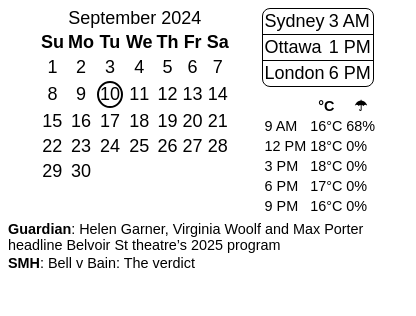 September 2024
Su Mo Tu We Th Fr Sa
1 2 3 4 5 6 7
8 9 10 11 12 13 14
15 16 17 18 19 20 21
22 23 24 25 26 27 28
29 30
Sydney 3 AM
Ottawa 1 PM
London 6 PM
°C ☂
9 AM 16°C 68%
12 PM 18°C 0%
3 PM 18°C 0%
6 PM 17°C 0%
9 PM 16°C 0%
Guardian: Helen Garner, Virginia Woolf and Max Porter
headline Belvoir St theatre’s 2025 program
SMH: Bell v Bain: The verdict